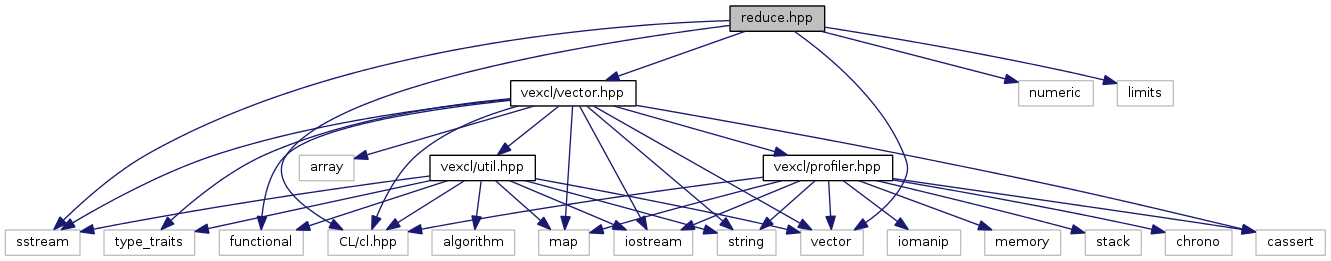 reduce.hpp
vexcl/vector.hpp
numeric
limits
array
vexcl/util.hpp
vexcl/profiler.hpp
sstream
type_traits
functional
CL/cl.hpp
algorithm
map
iostream
string
vector
iomanip
memory
stack
chrono
cassert